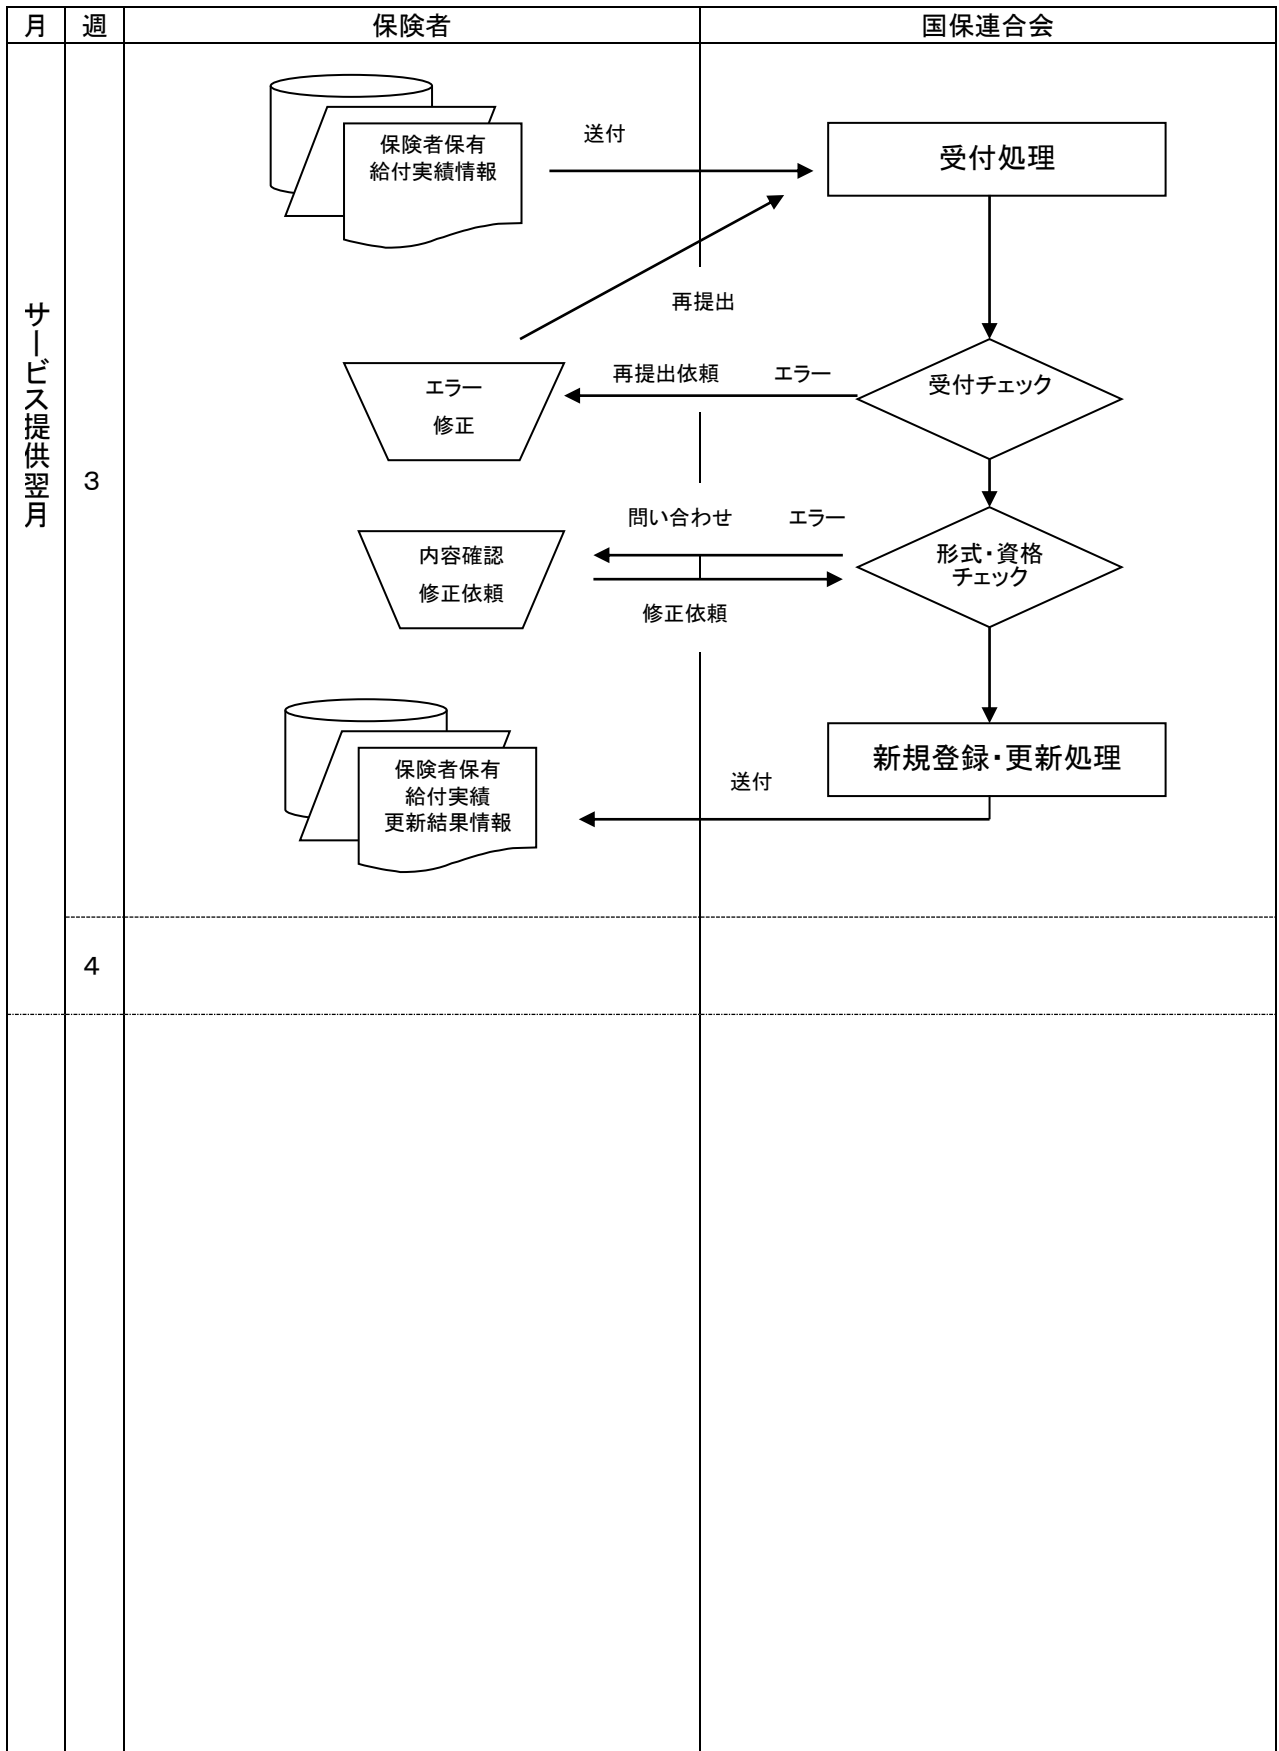 月 週 保険者 国保連合会
サービス提供翌月
3
保険者保有
給付実績情報
送付
受付処理
再提出
エラー
修正
再提出依頼 エラー
受付チェック
問い合わせ エラー
内容確認
修正依頼
形式・資格
チェック
修正依頼
保険者保有
給付実績
更新結果情報
送付
新規登録・更新処理
4